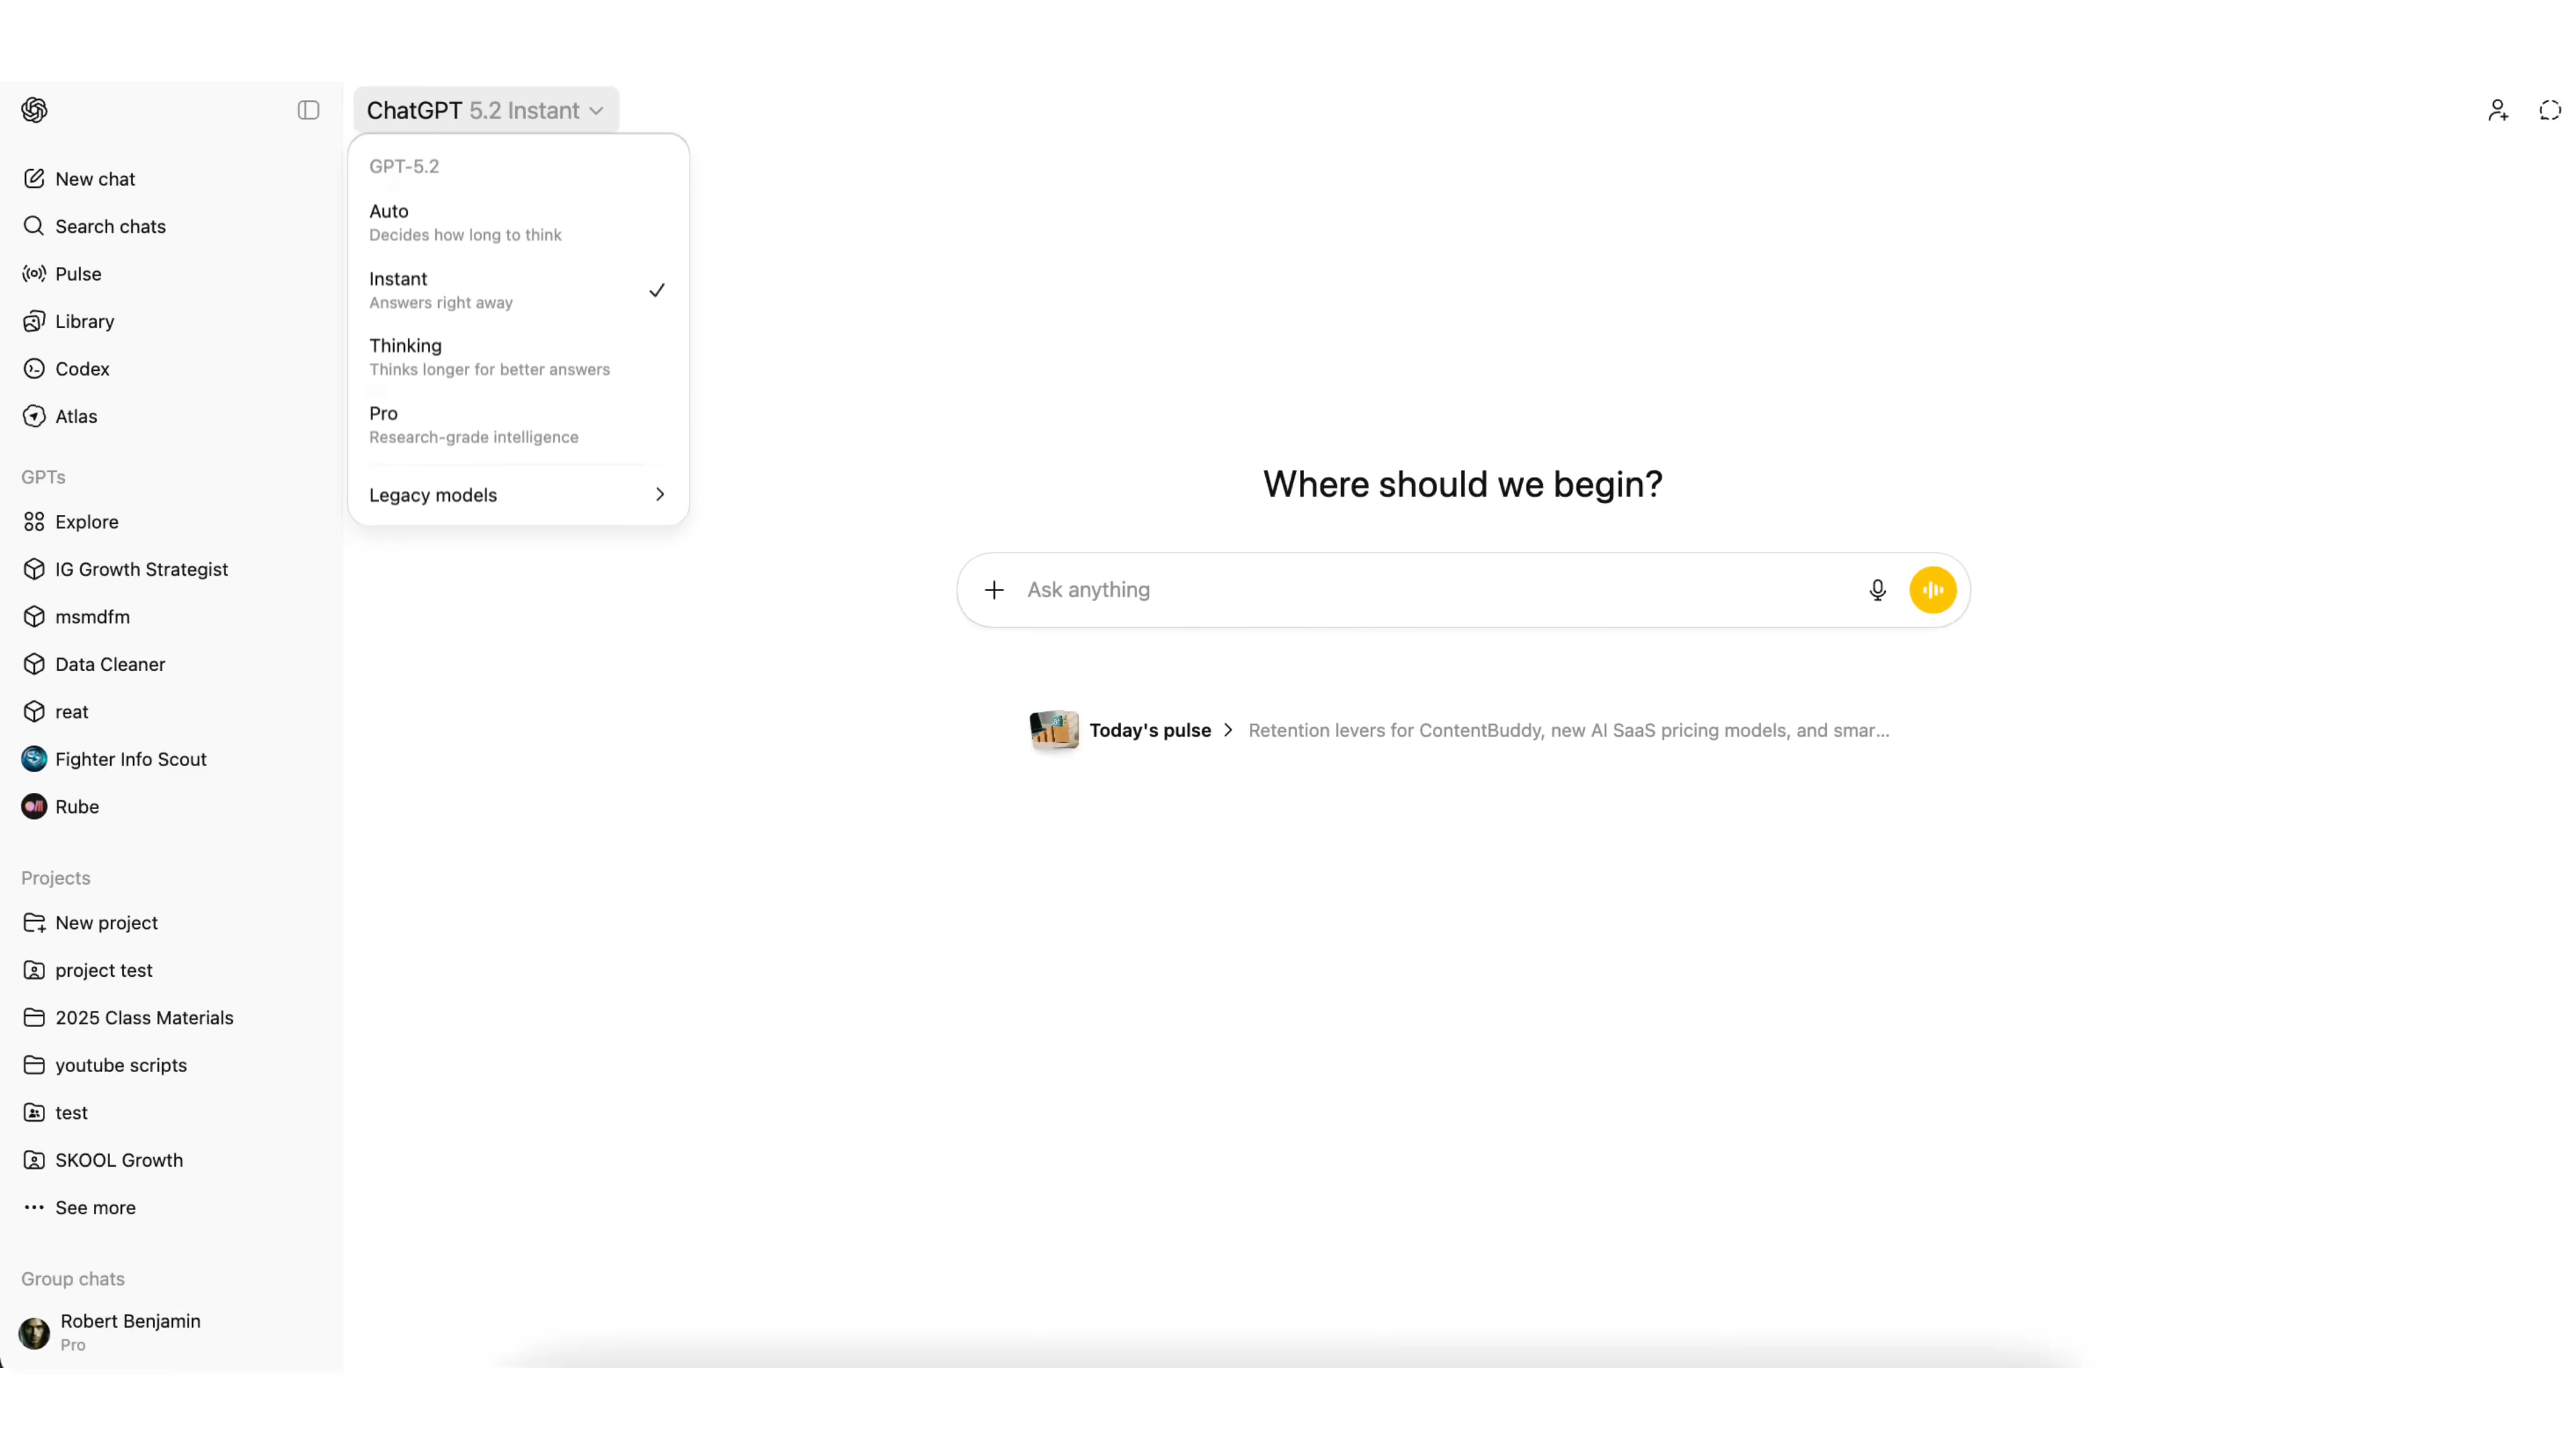 New chat
Search chats
Pulse
Library
Codex
Atlas
GPTs
Explore
IG Growth Strategist
msmdfm
Data Cleaner
reat
Fighter Info Scout
Rube
Projects
New project
project test
2025 Class Materials
youtube scripts
test
SKOOL Growth
See more
Group chats
Robert Benjamin
Pro
ChatGPT 5.2 Instant
GPT-5.2
Auto
Decides how long to think
Instant
Answers right away
Thinking
Thinks longer for better answers
Pro
Research-grade intelligence
Legacy models
Where should we begin?
Ask anything
Today's pulse Retention levers for ContentBuddy, new AI SaaS pricing models, and smar...